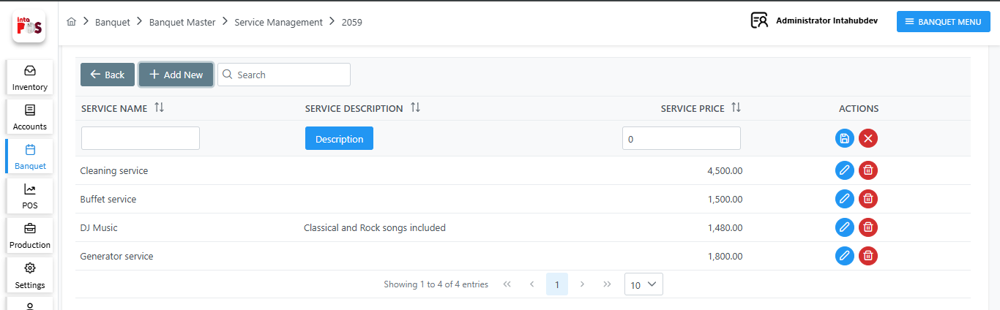 Inta
POS
Banquet
Banquet Master
Service Management
2059
Administrator Intahubdev
BANQUET MENU
Inventory
Accounts
Banquet
POS
Production
Settings
Back
Add New
Search
SERVICE NAME
SERVICE DESCRIPTION
SERVICE PRICE
ACTIONS
Description
0
Cleaning service
4,500.00
Buffet service
1,500.00
DJ Music
Classical and Rock songs included
1,480.00
Generator service
1,800.00
Showing 1 to 4 of 4 entries
1
10